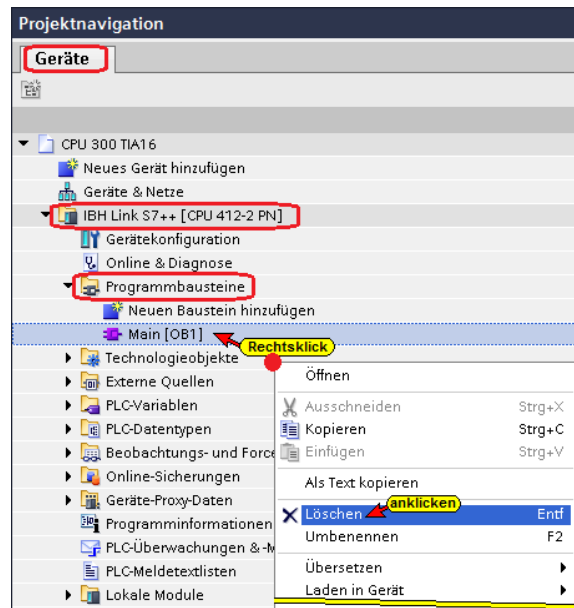 Projektnavigation
Geräte
CPU 300 TIA16
Neues Gerät hinzufügen
Geräte & Netze
IBH Link S7++ [CPU 412-2 PN]
Gerätekonfiguration
Online & Diagnose
Programmbausteine
Neuen Baustein hinzufügen
Main [OB1]
Rechtsklick
Technologieobjekte
Externe Quellen
PLC-Variablen
PLC-Datentypen
Beobachtungs- und Force
Online-Sicherungen
Geräte-Proxy-Daten
Programminformationen
PLC-Überwachungen & -M
PLC-Meldetextlisten
Lokale Module
Öffnen
Ausschneiden Strg+X
Kopieren Strg+C
Einfügen Strg+V
Als Text kopieren
anklicken
Löschen Entf
Umbenennen F2
Übersetzen
Laden in Gerät